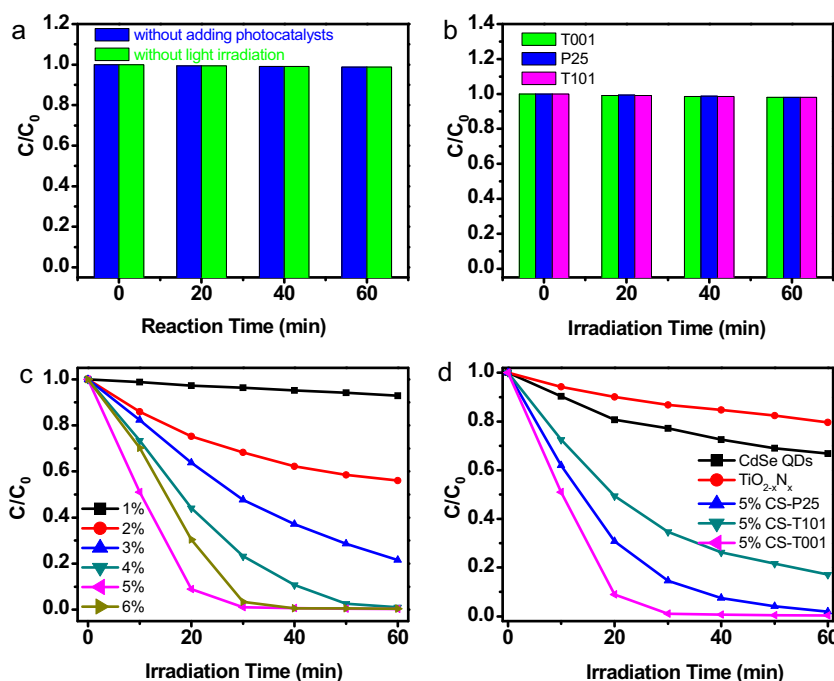 a
without adding photocatalysts
without light irradiation
C/C0
1.2
1.0
0.8
0.6
0.4
0.2
0.0
0 20 40 60
Reaction Time (min)
b
T001
P25
T101
C/C0
1.4
1.2
1.0
0.8
0.6
0.4
0.2
0.0
0 20 40 60
Irradiation Time (min)
c
C/C0
1.0
0.8
0.6
0.4
0.2
0.0
1%
2%
3%
4%
5%
6%
0 10 20 30 40 50 60
Irradiation Time (min)
d
C/C0
1.0
0.8
0.6
0.4
0.2
0.0
CdSe QDs
TiO2-xNx
5% CS-P25
5% CS-T101
5% CS-T001
0 10 20 30 40 50 60
Irradiation Time (min)